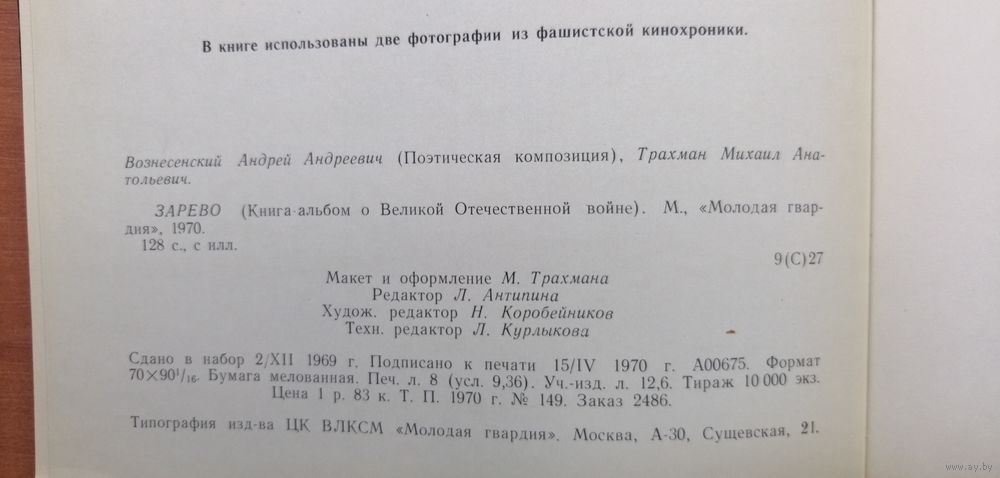 В книге использованы две фотографии из фашистской кинохроники.
Вознесенский Андрей Андреевич (Поэтическая композиция), Трахман Михаил Ана-
тольевич.
ЗАРЕВО (Книга-альбом о Великой Отечественной войне). М., «Молодая гвар-
дия», 1970.
128 с., с илл.
9(С)27
Макет и оформление М. Трахмана
Редактор Л. Антипина
Худож. редактор Н. Коробейников
Техн. редактор Л. Курлыкова
Сдано в набор 2/XII 1969 г. Подписано к печати 15/IV 1970 г. А00675. Формат
70×90¹/₁₆. Бумага мелованная. Печ. л. 8 (усл. 9,36). Уч.-изд. л. 12,6. Тираж 10 000 экз.
Цена 1 р. 83 к. Т. П. 1970 г. № 149. Заказ 2486.
Типография изд-ва ЦК ВЛКСМ «Молодая гвардия». Москва, А-30, Сущевская, 21.
www.ay.by